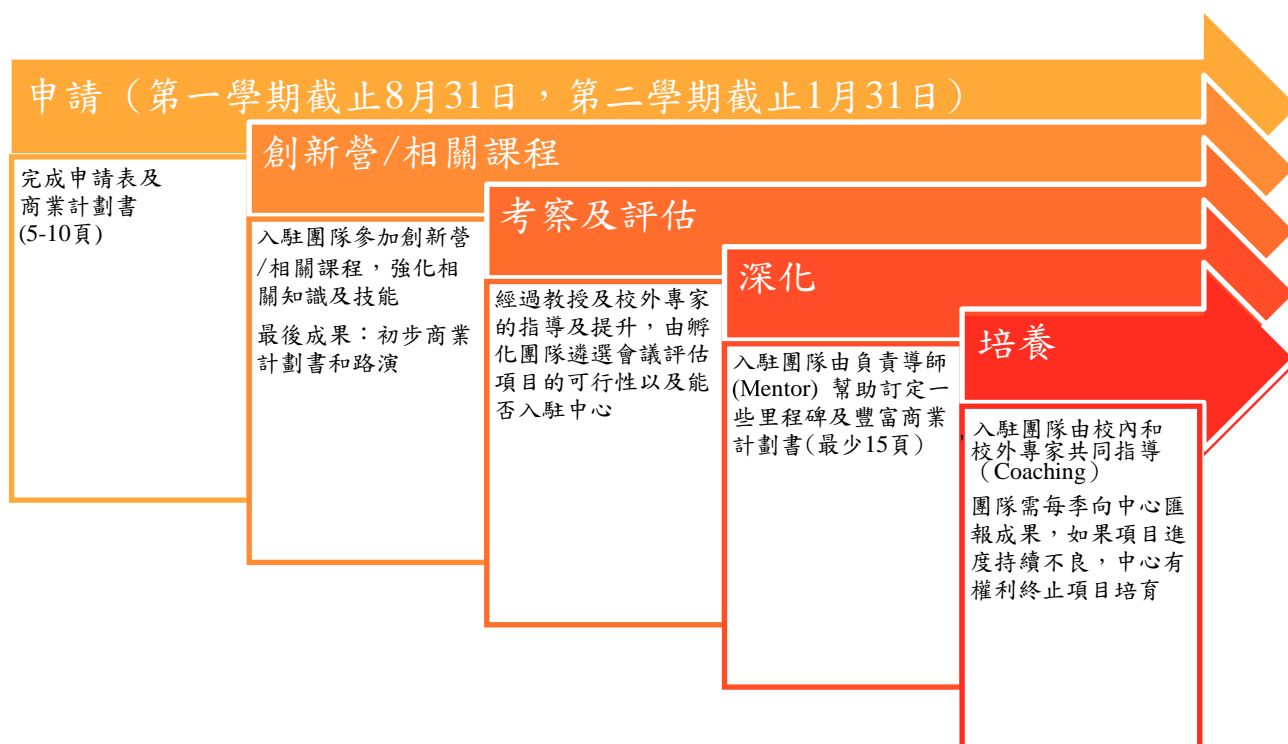 申請（第一學期截止8月31日，第二學期截止1月31日）
完成申請表及
商業計劃書
(5-10頁)
創新營/相關課程
入駐團隊參加創新營
/相關課程，強化相
關知識及技能
最後成果：初步商業
計劃書和路演
考察及評估
經過教授及校外專家
的指導及提升，由孵
化團隊遴選會議評估
項目的可行性以及能
否入駐中心
深化
入駐團隊由負責導師
(Mentor) 幫助訂定一
些里程碑及豐富商業
計劃書(最少15頁)
培養
入駐團隊由校內和
校外專家共同指導
（Coaching）
團隊需每季向中心匯
報成果，如果項目進
度持續不良，中心有
權利終止項目培育